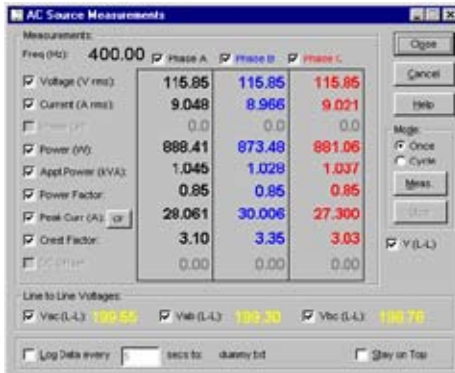 AC Source Measurements
Measurements:
Freq (Hz): 400.00 Phase A Phase B Phase C
Voltage (V rms): 115.85 115.85 115.85
Current (A rms): 9.048 8.966 9.021
0.0 0.0 0.0
Power (W): 888.41 873.48 881.06
Appt.Power (kVA): 1.045 1.028 1.037
Power Factor: 0.85 0.85 0.85
Peak Curr (A): 28.061 30.006 27.300
Crest Factor: 3.10 3.35 3.03
DC Offset 0.00 0.00 0.00
Close
Cancel
Help
Mode:
Once
Cycle
Meas.
V (L-L)
Line to Line Voltages:
Vac (L-L): Vab (L-L): Vbc (L-L):
Log Data every secs to: dummy.txt Stay on Top